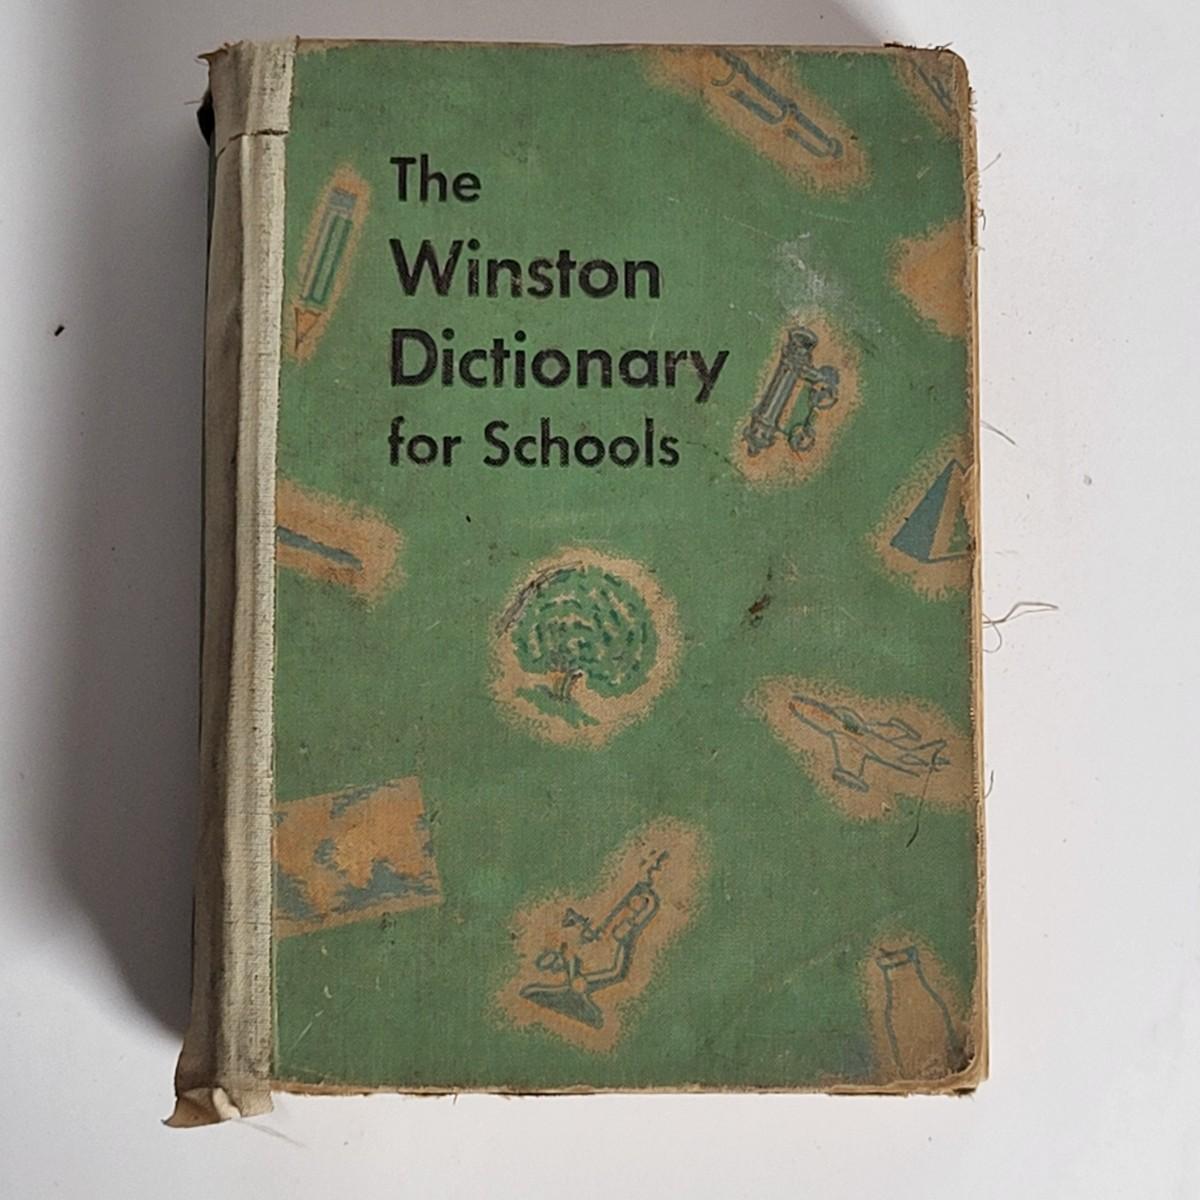 The
Winston
Dictionary
for Schools